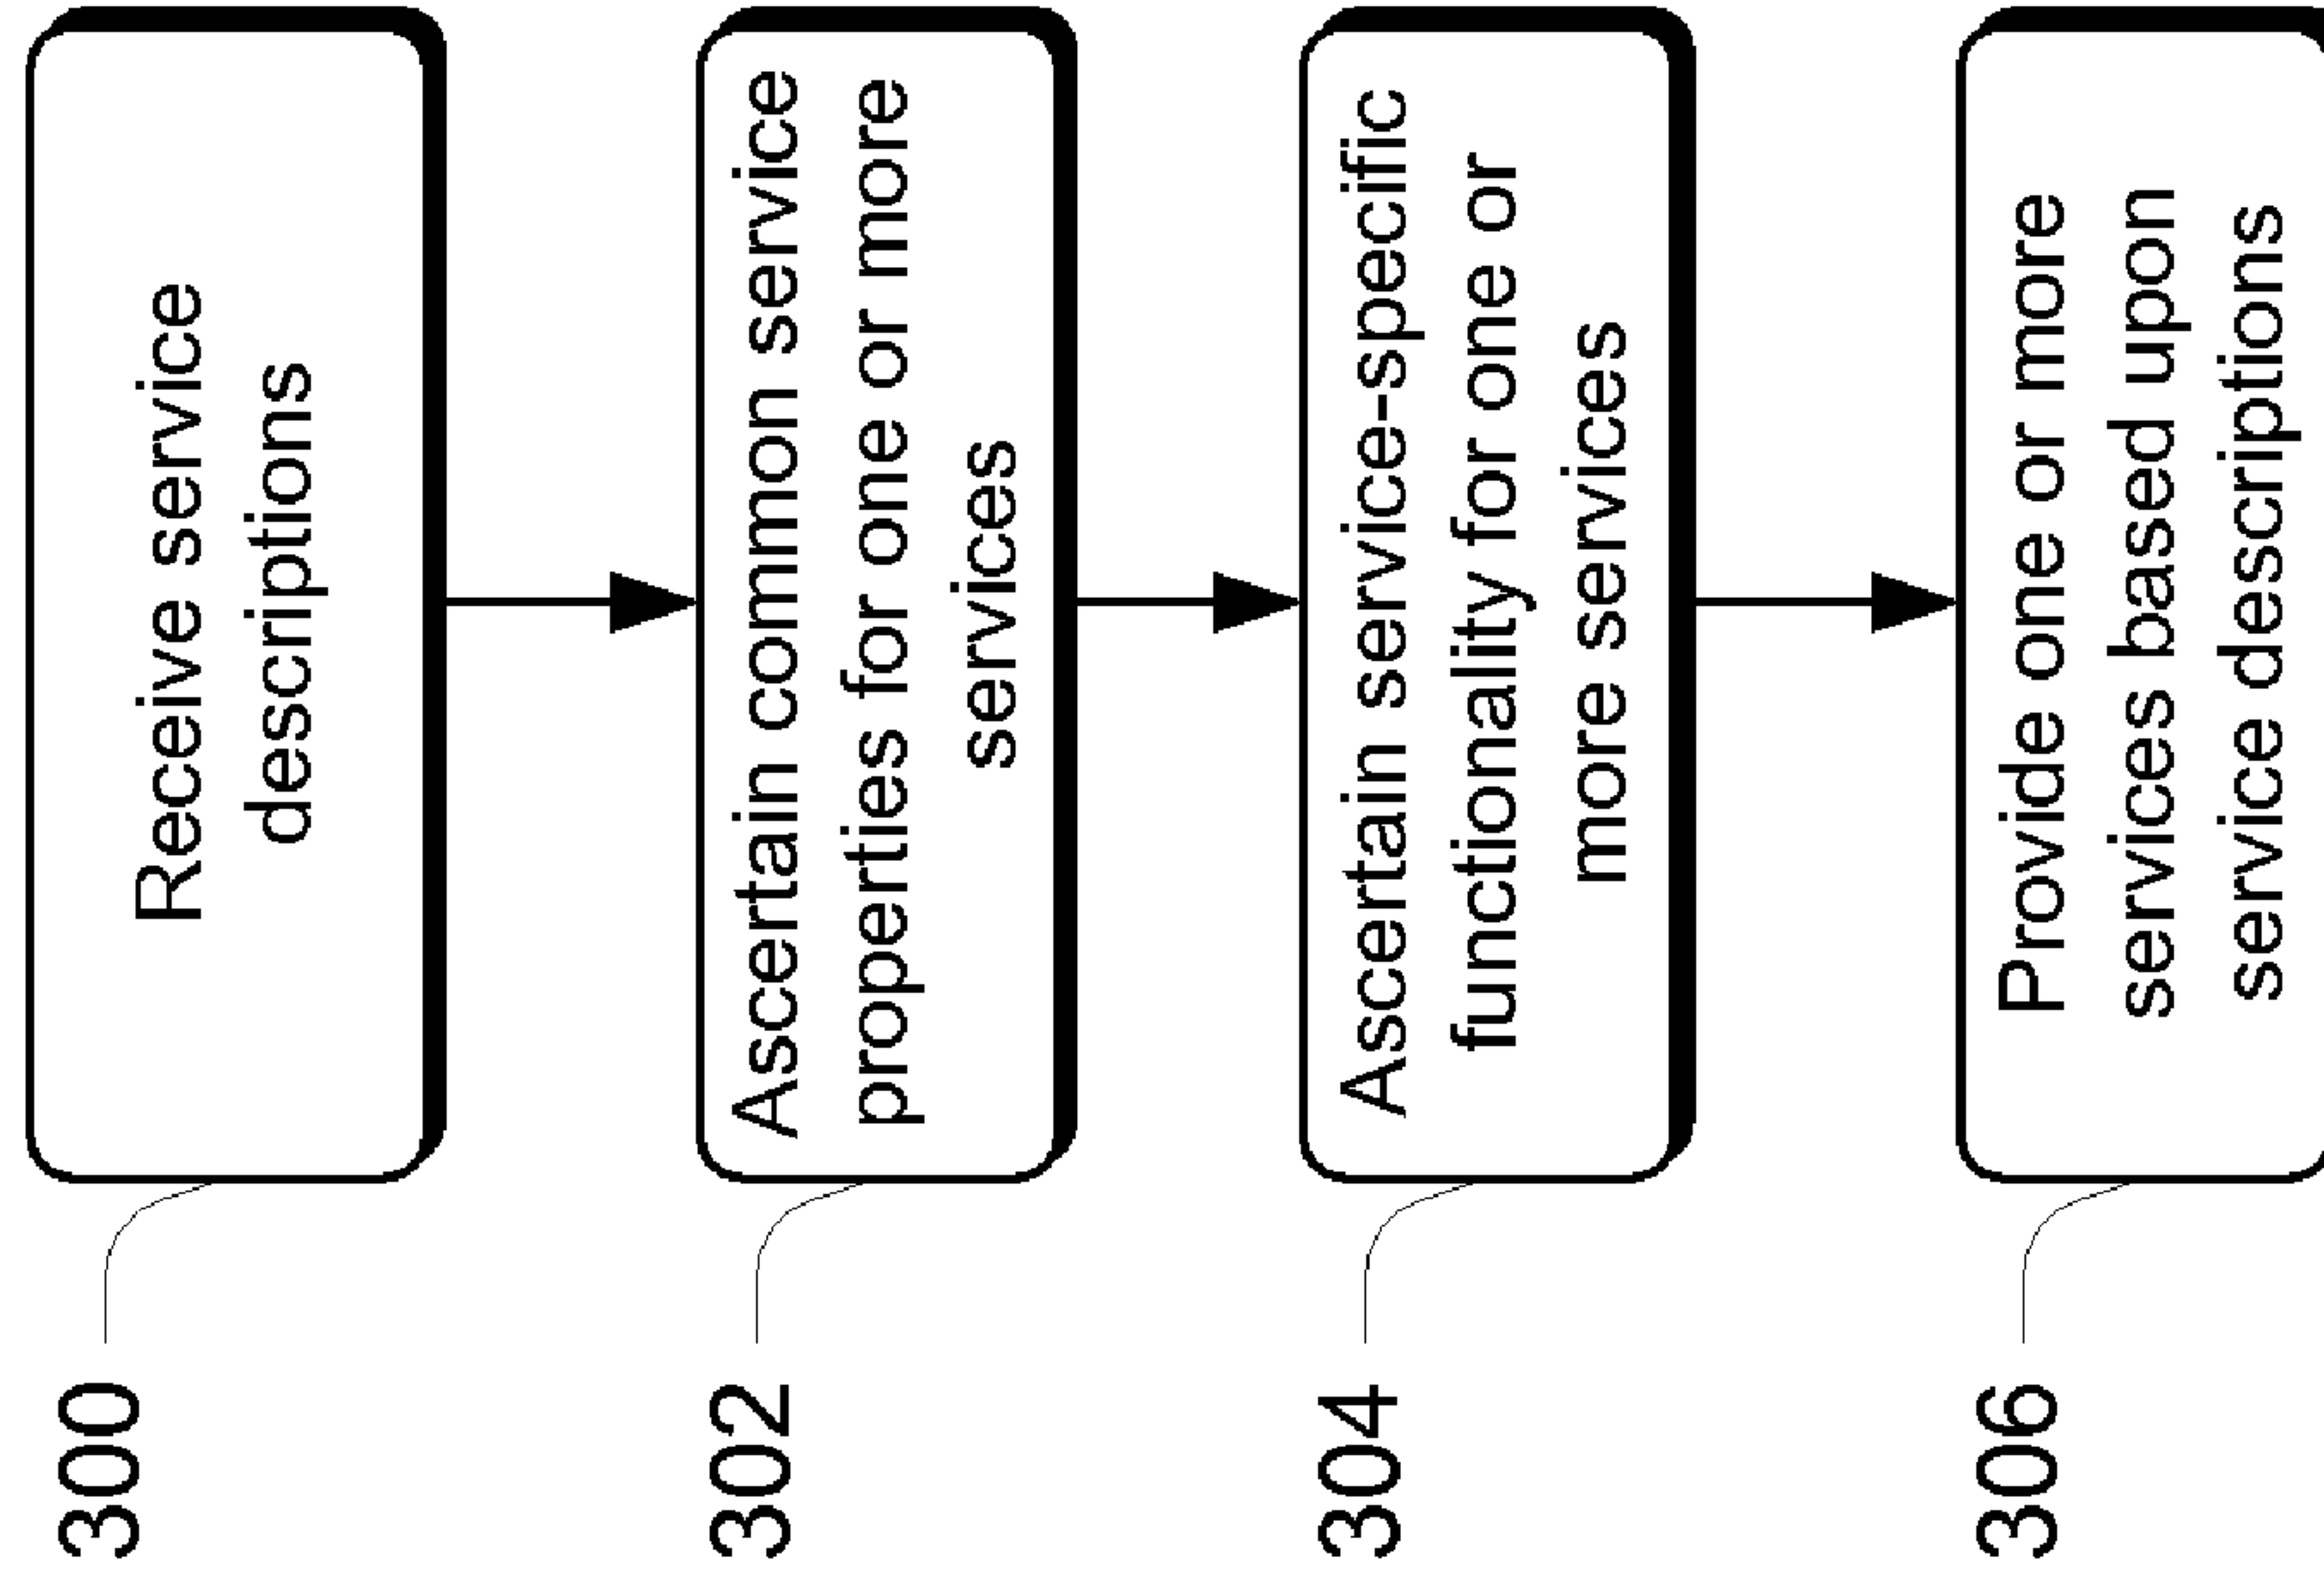 300
Receive service
descriptions
302
Ascertain common service
properties for one or more
services
304
Ascertain service-specific
functionality for one or
more services
306
Provide one or more
services based upon
service descriptions